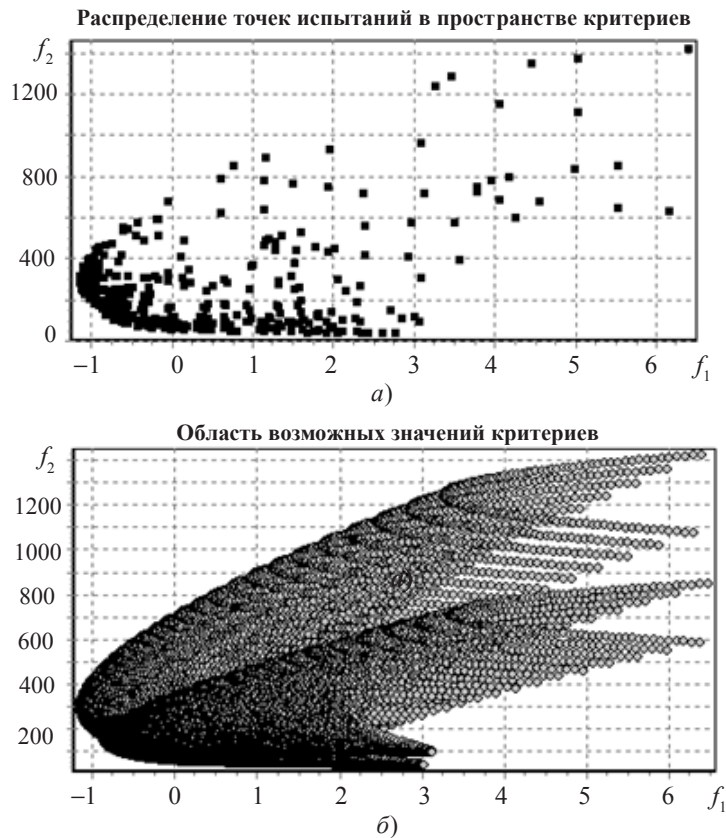 Распределение точек испытаний в пространстве критериев
f₂
1200
800
400
0
−1 0 1 2 3 4 5 6 f₁
а)
Область возможных значений критериев
f₂
1200
1000
800
600
400
200
−1 0 1 2 3 4 5 6 f₁
б)